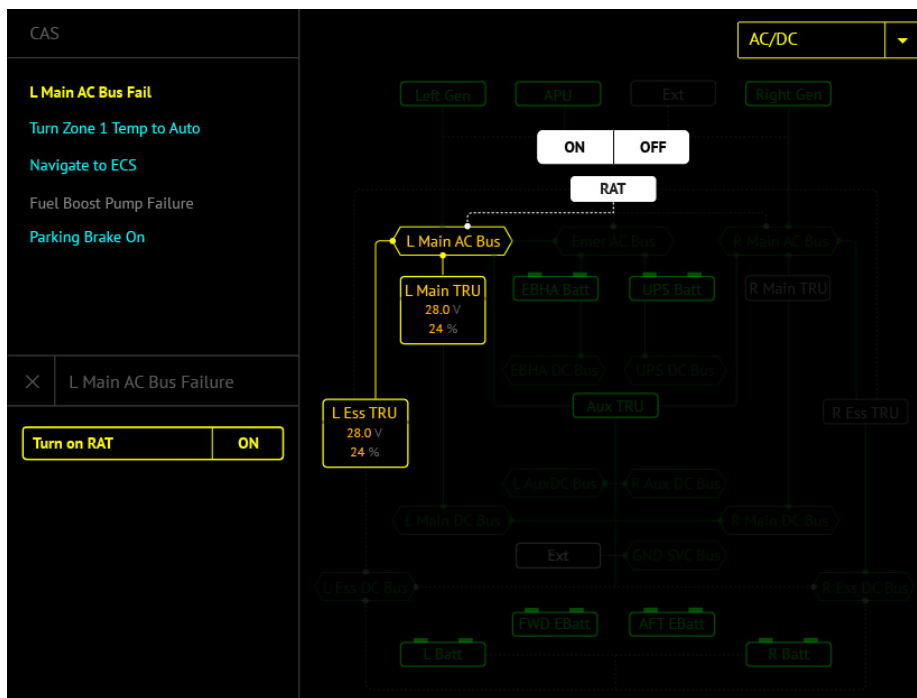 CAS
AC/DC
L Main AC Bus Fail
Turn Zone 1 Temp to Auto
Navigate to ECS
Fuel Boost Pump Failure
Parking Brake On
L Main AC Bus Failure
Turn on RAT ON
Left Gen APU Ext Right Gen
ON OFF
RAT
L Main AC Bus Emer AC Bus R Main AC Bus
L Main TRU EBHA Batt UPS Batt R Main TRU
28.0 V
24 %
EBHA DC Bus UPS DC Bus
L Ess TRU Aux TRU R Ess TRU
28.0 V
24 %
L AuxDC Bus R Aux DC Bus
L Main DC Bus R Main DC Bus
Ext GND SVC Bus
L Ess DC Bus R Ess DC Bus
FWD EBatt AFT EBatt
L Batt R Batt